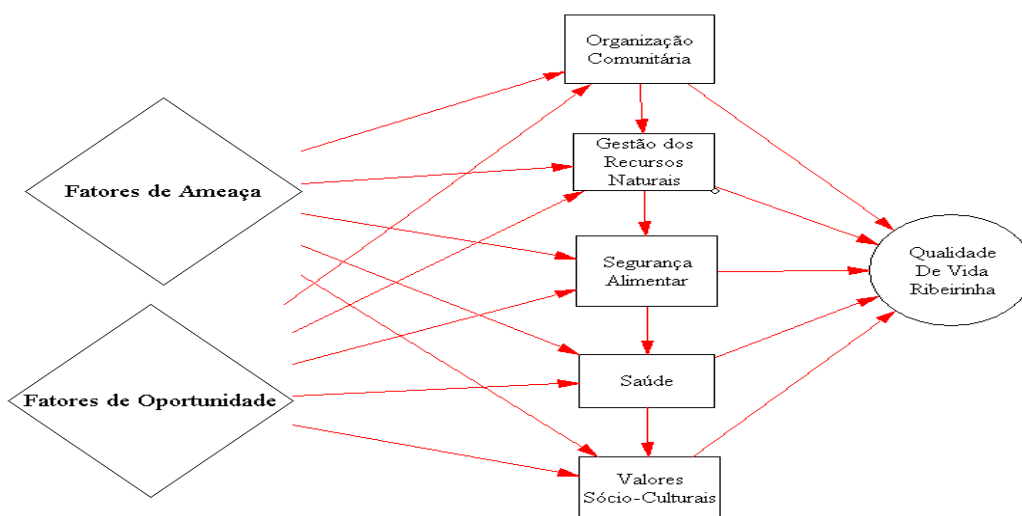 Organização
Comunitária
Gestão dos
Recursos
Naturais
Fatores de Ameaça
Segurança
Alimentar
Qualidade
De Vida
Ribeirinha
Saúde
Fatores de Oportunidade
Valores
Sócio-Culturais